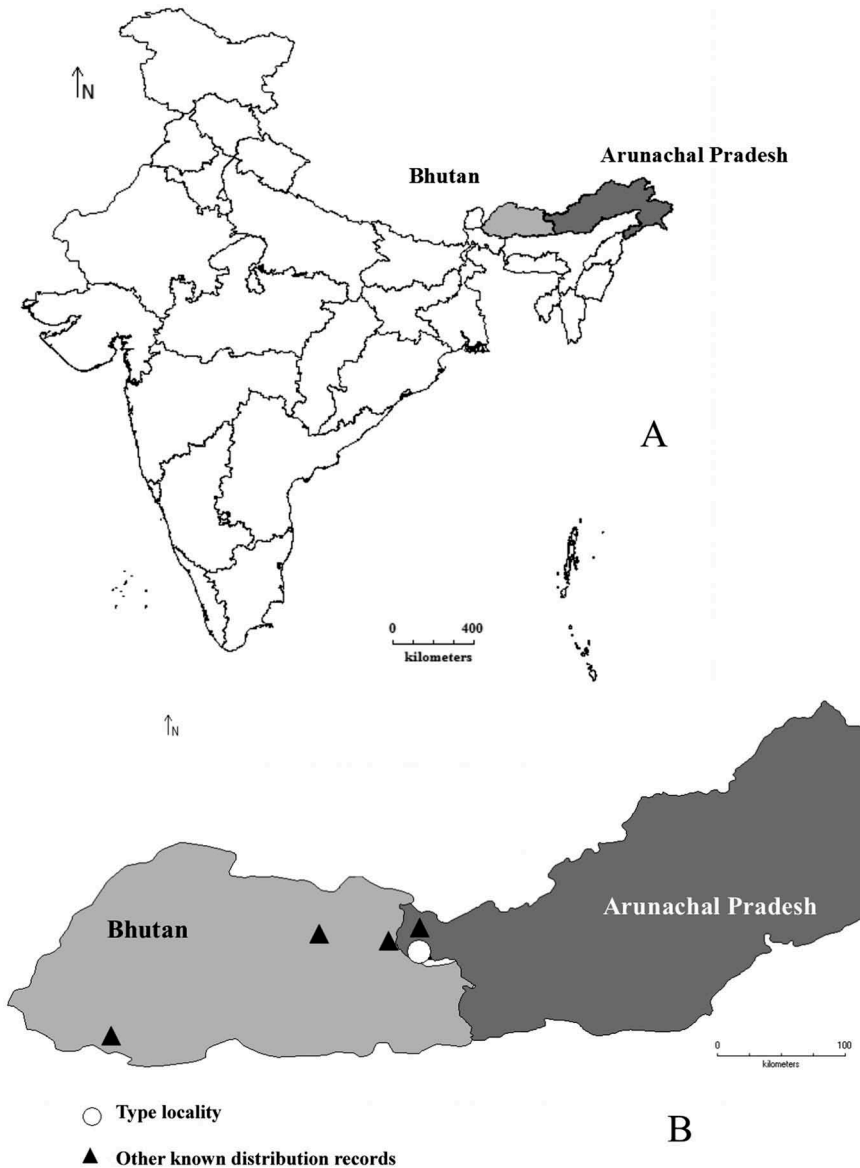 N
Arunachal Pradesh
Bhutan
A
0 400
kilometers
N
Arunachal Pradesh
Bhutan
0 100
kilometers
Type locality
B
Other known distribution records